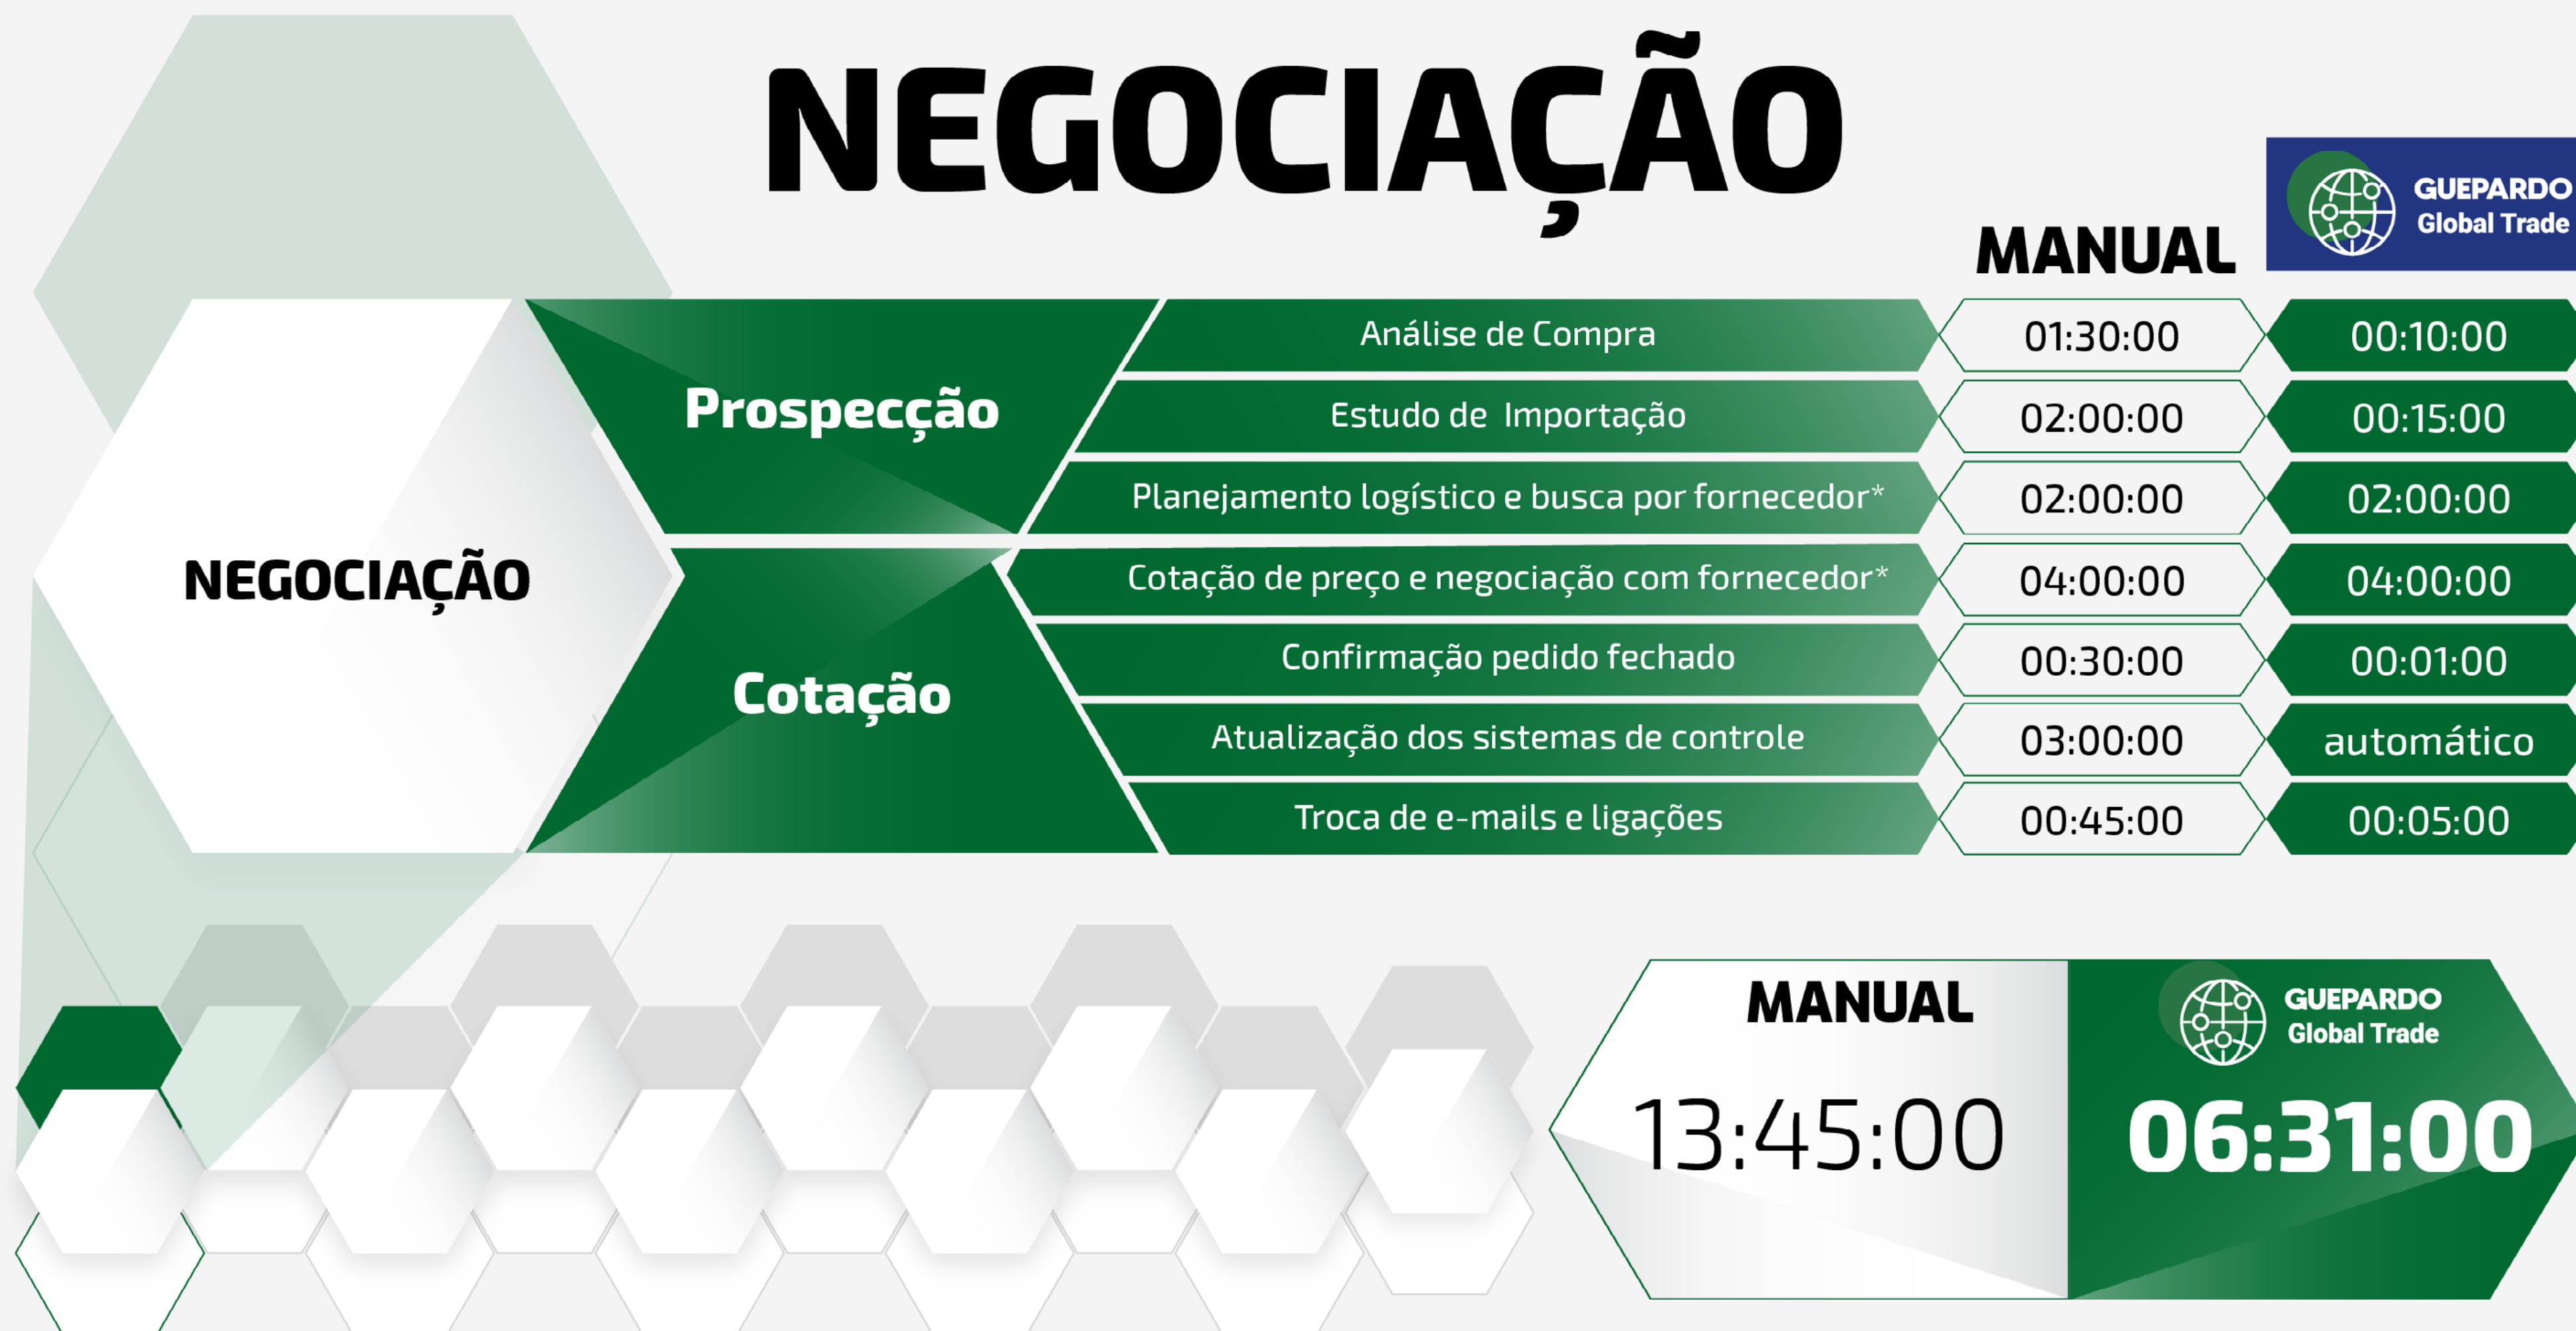 NEGOCIAÇÃO
MANUAL
GUEPARDO
Global Trade
NEGOCIAÇÃO
Prospecção
Análise de Compra 01:30:00 00:10:00
Estudo de Importação 02:00:00 00:15:00
Planejamento logístico e busca por fornecedor* 02:00:00 02:00:00
Cotação
Cotação de preço e negociação com fornecedor* 04:00:00 04:00:00
Confirmação pedido fechado 00:30:00 00:01:00
Atualização dos sistemas de controle 03:00:00 automático
Troca de e-mails e ligações 00:45:00 00:05:00
MANUAL
13:45:00
GUEPARDO
Global Trade
06:31:00